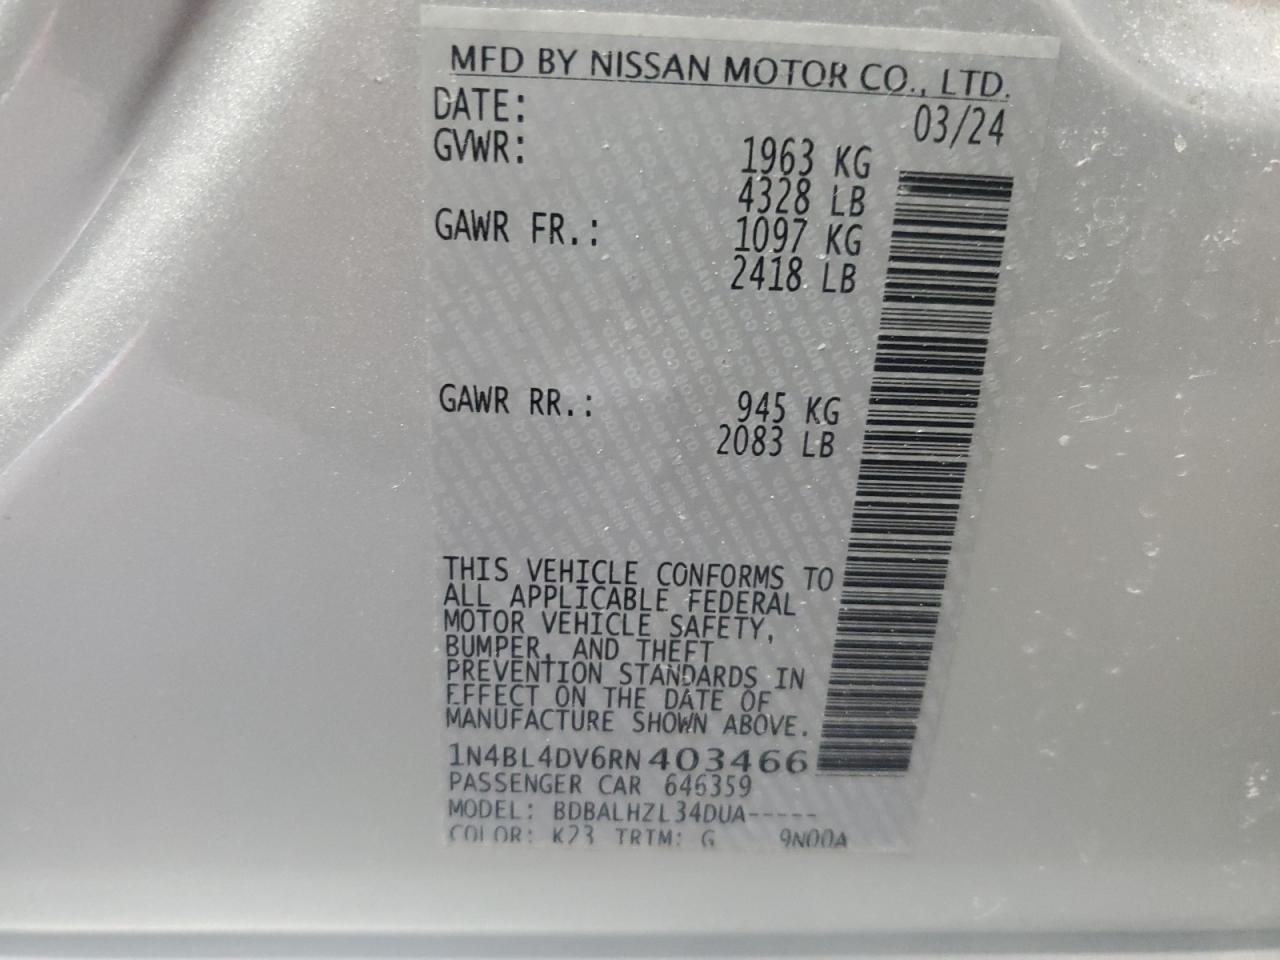 MFD BY NISSAN MOTOR CO., LTD.
DATE: 03/24
GVWR: 1963 KG
4328 LB
GAWR FR.: 1097 KG
2418 LB
GAWR RR.: 945 KG
2083 LB
THIS VEHICLE CONFORMS TO
ALL APPLICABLE FEDERAL
MOTOR VEHICLE SAFETY,
BUMPER, AND THEFT
PREVENTION STANDARDS IN
EFFECT ON THE DATE OF
MANUFACTURE SHOWN ABOVE.
1N4BL4DV6RN403466
PASSENGER CAR 646359
MODEL: BDBALHZL34DUA-----
COLOR: K23 TRIM: G 9N00A